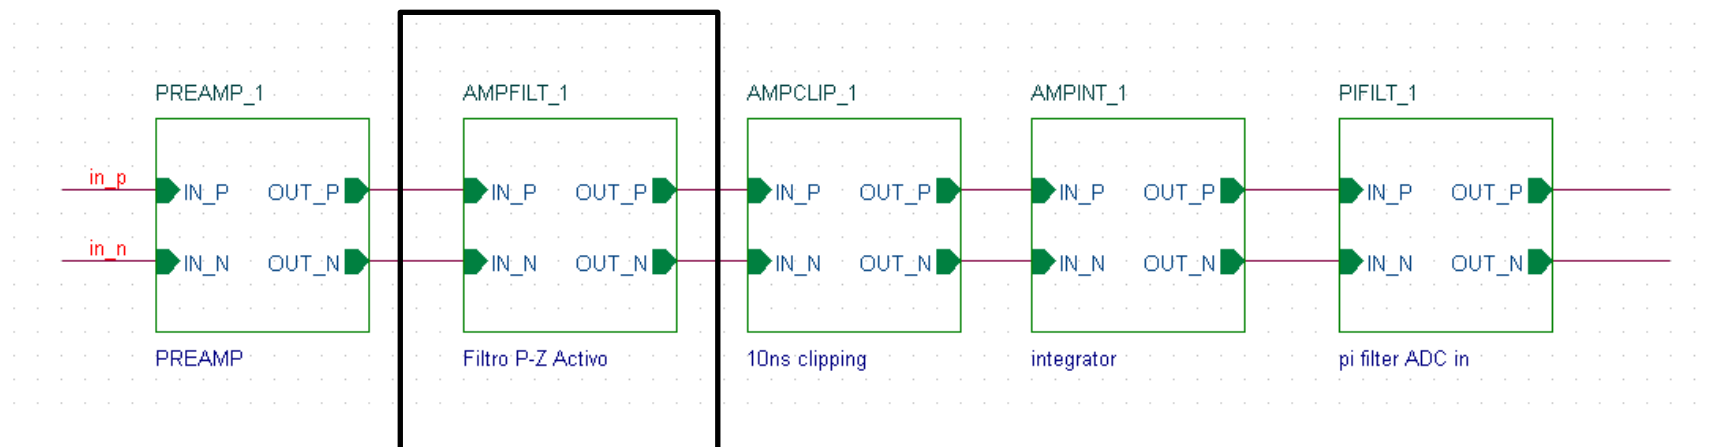 PREAMP_1 AMPFILT_1 AMPCLIP_1 AMPINT_1 PIFILT_1
in_p IN_P OUT_P IN_P OUT_P IN_P OUT_P IN_P OUT_P IN_P OUT_P
in_n IN_N OUT_N IN_N OUT_N IN_N OUT_N IN_N OUT_N IN_N OUT_N
PREAMP Filtro P-Z Activo 10ns clipping integrator pi filter ADC in